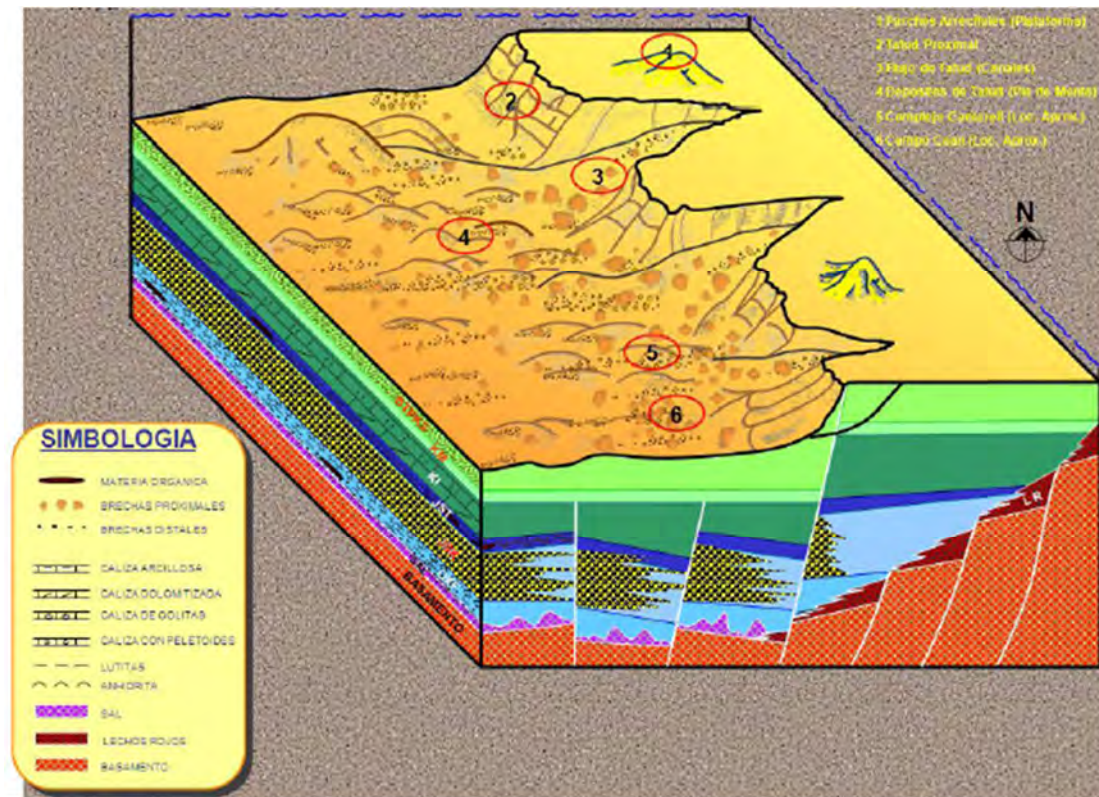 1 Parches Arrecifales (Plataforma)
2 Talud Proximal
3 Flujo de Talud (Canales)
4 Depositos de Talud (Pie de Monte)
5 Complejo Cantarell (Loc. Aprox.)
6 Campo (Loc. Aprox.)
2
3
4
5
6
N
KS
KI
JST
BASAMENTO
L R
SIMBOLOGIA
MATERIA ORGANICA
BRECHAS PROXIMALES
BRECHAS DISTALES
CALIZA ARCILLOSA
CALIZA DOLOMITIZADA
CALIZA DE OOLITAS
CALIZA CON PELETOIDES
LUTITAS
ANHIDRITA
SAL
LECHOS ROJOS
BASAMENTO